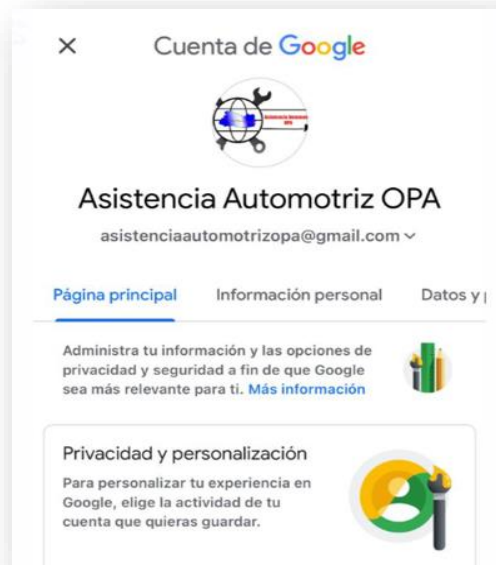 Cuenta de Google
Asistencia Automotriz OPA
asistenciaautomotrizopa@gmail.com
Página principal Información personal Datos y
Administra tu información y las opciones de
privacidad y seguridad a fin de que Google
sea más relevante para ti. Más información
Privacidad y personalización
Para personalizar tu experiencia en
Google, elige la actividad de tu
cuenta que quieras guardar.